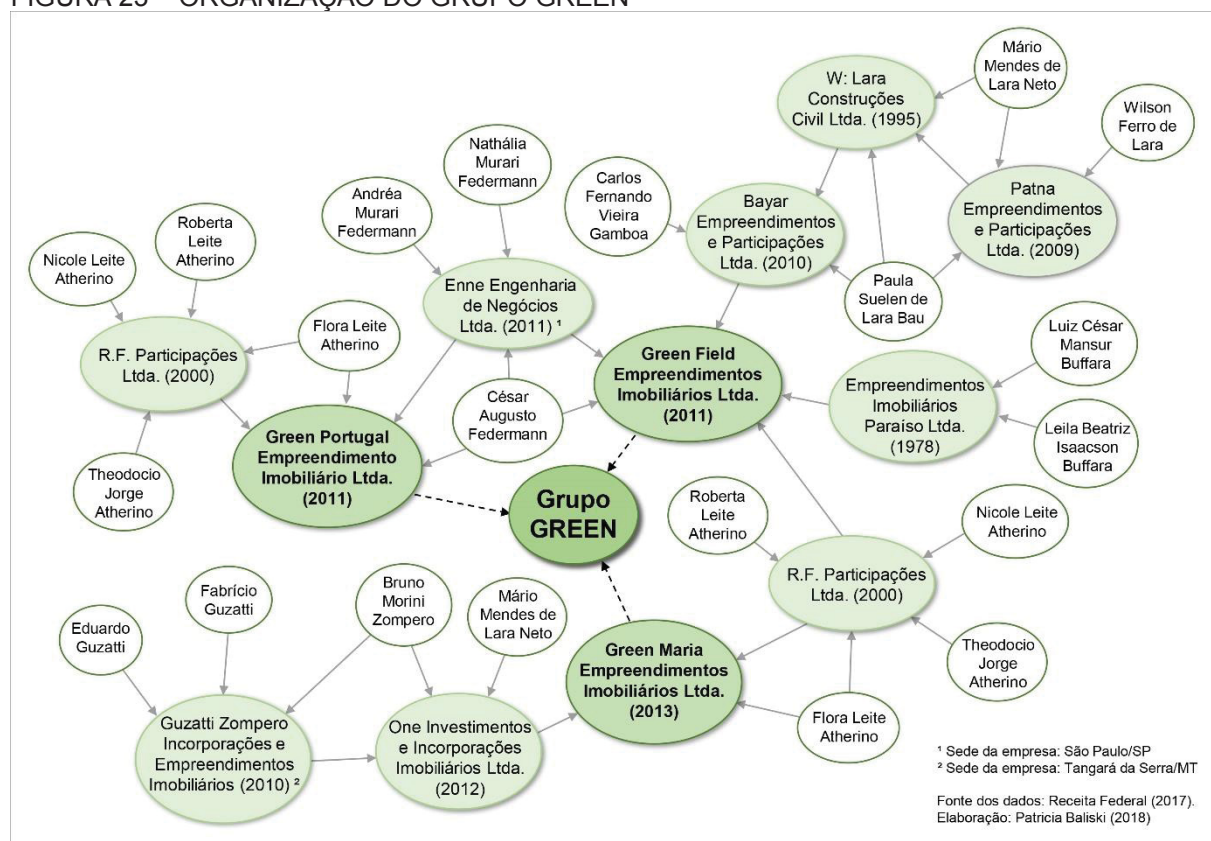 FIGURA 25 – ORGANIZAÇÃO DO GRUPO GREEN
Mário
Mendes de
Lara Neto
W: Lara
Construções
Civil Ltda. (1995)
Wilson
Ferro de
Lara
Nathália
Murari
Federmann
Carlos
Fernando
Vieira
Gamboa
Bayar
Empreendimentos
e Participações
Ltda. (2010)
Patna
Empreendimentos
e Participações
Ltda. (2009)
Andréa
Murari
Federmann
Roberta
Leite
Atherino
Nicole Leite
Atherino
Enne Engenharia
de Negócios
Ltda. (2011) ¹
Paula
Suelen de
Lara Bau
Flora Leite
Atherino
R.F. Participações
Ltda. (2000)
Green Field
Empreendimentos
Imobiliários Ltda.
(2011)
Luiz César
Mansur
Buffara
Empreendimentos
Imobiliários
Paraíso Ltda.
(1978)
César
Augusto
Federmann
Green Portugal
Empreendimento
Imobiliário Ltda.
(2011)
Leila Beatriz
Isaacson
Buffara
Theodocio
Jorge
Atherino
Grupo
GREEN
Roberta
Leite
Atherino
Nicole Leite
Atherino
R.F. Participações
Ltda. (2000)
Fabrício
Guzatti
Bruno
Morini
Zompero
Mário
Mendes de
Lara Neto
Eduardo
Guzatti
Green Maria
Empreendimentos
Imobiliários Ltda.
(2013)
Theodocio
Jorge
Atherino
Flora Leite
Atherino
Guzatti Zompero
Incorporações e
Empreendimentos
Imobiliários (2010) ²
One Investimentos
e Incorporações
Imobiliários Ltda.
(2012)
¹ Sede da empresa: São Paulo/SP
² Sede da empresa: Tangará da Serra/MT
Fonte dos dados: Receita Federal (2017).
Elaboração: Patricia Baliski (2018)